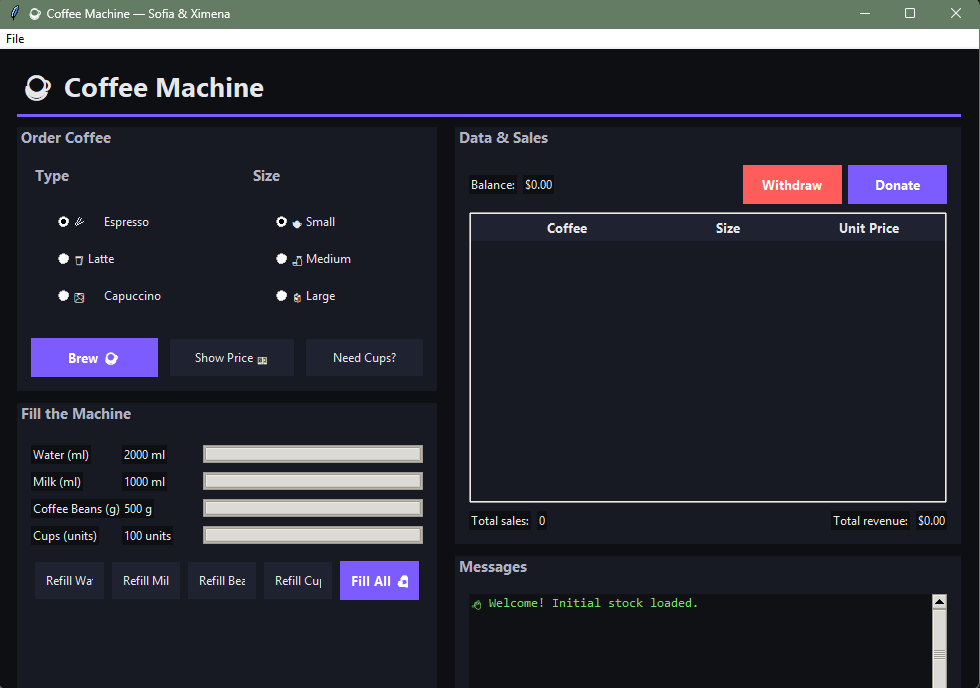 Coffee Machine — Sofia & Ximena
File
Coffee Machine
Order Coffee
Type
Size
Espresso
Small
Latte
Medium
Capuccino
Large
Brew
Show Price
Need Cups?
Fill the Machine
Water (ml) 2000 ml
Milk (ml) 1000 ml
Coffee Beans (g) 500 g
Cups (units) 100 units
Refill Wa
Refill Mil
Refill Bea
Refill Cu
Fill All
Data & Sales
Balance: $0.00
Withdraw
Donate
Coffee
Size
Unit Price
Total sales: 0
Total revenue: $0.00
Messages
Welcome! Initial stock loaded.